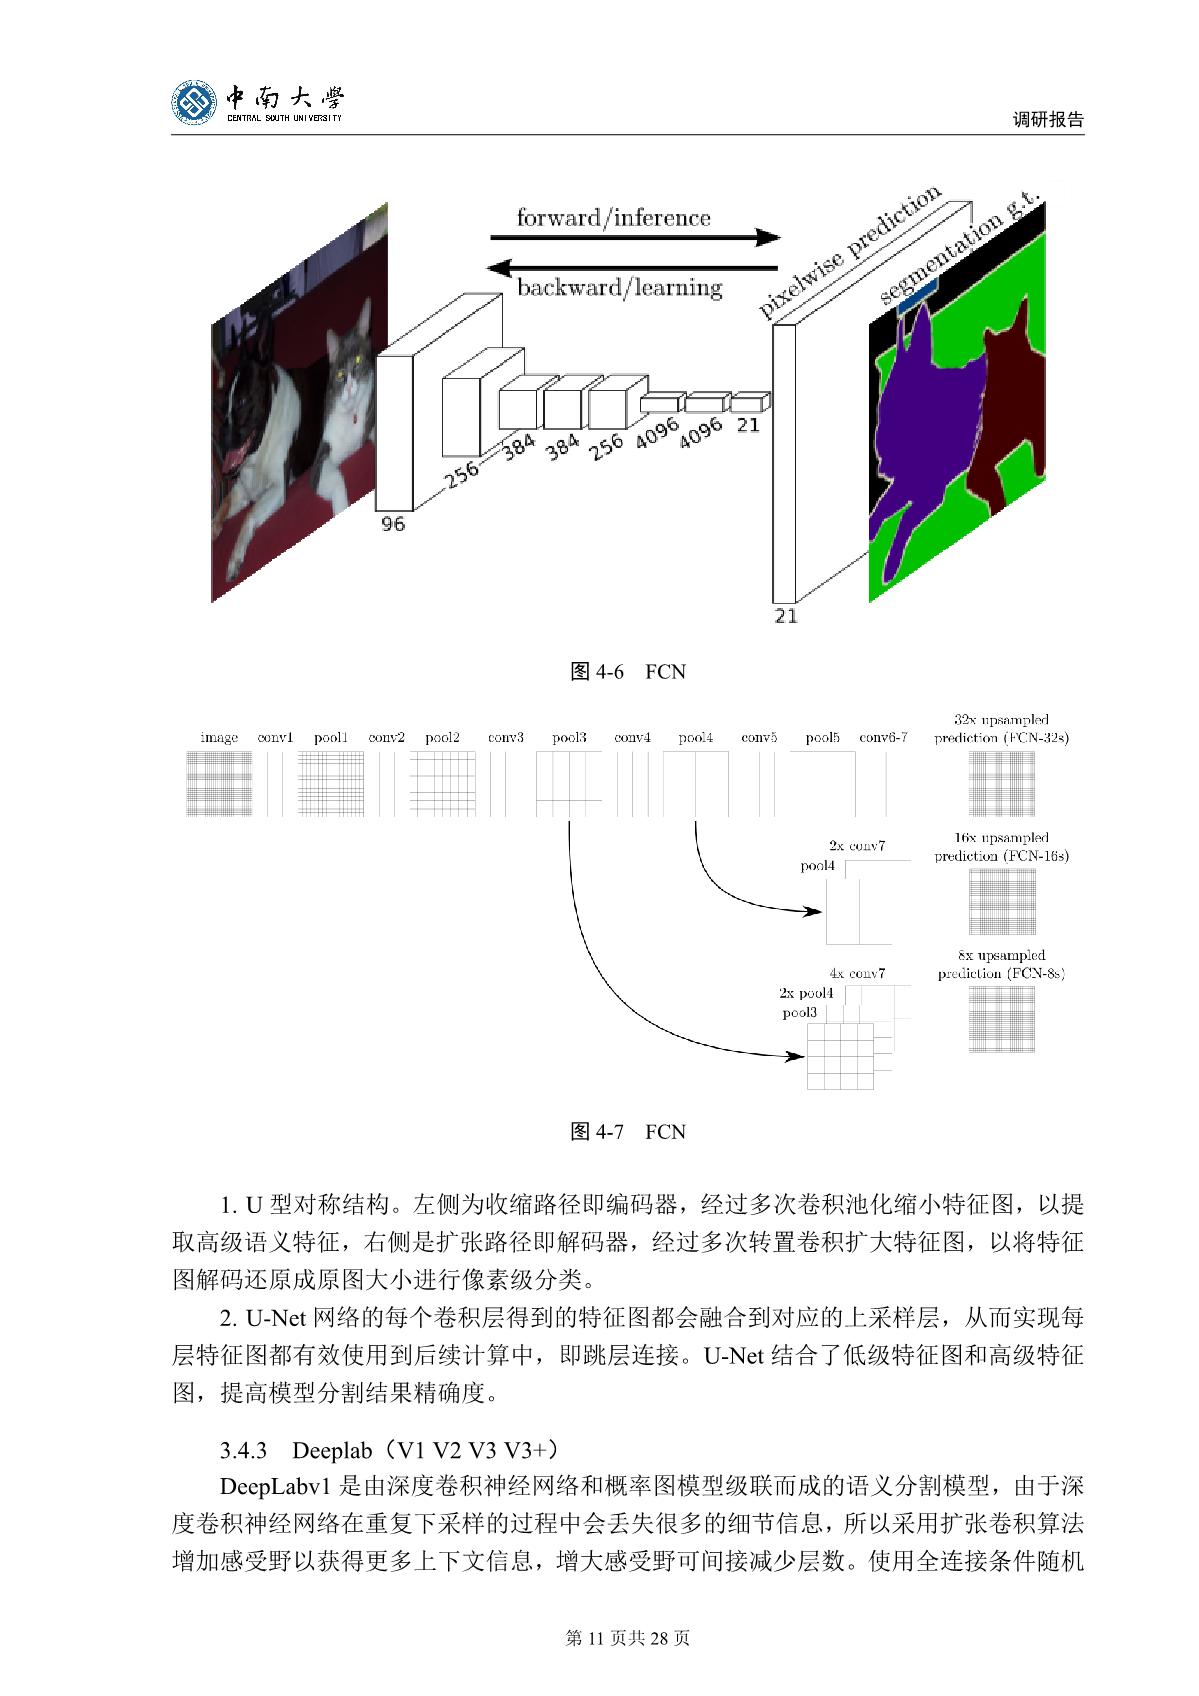 中南大學
CENTRAL SOUTH UNIVERSITY
调研报告
forward/inference
backward/learning
pixelwise prediction
segmentation g.t.
96
256
384
384
256
4096
4096
21
21
图 4-6 FCN
image conv1 pool1 conv2 pool2 conv3 pool3 conv4 pool4 conv5 pool5 conv6-7
32x upsampled
prediction (FCN-32s)
16x upsampled
prediction (FCN-16s)
2x conv7
pool4
8x upsampled
prediction (FCN-8s)
4x conv7
2x pool4
pool3
图 4-7 FCN
1. U 型对称结构。左侧为收缩路径即编码器，经过多次卷积池化缩小特征图，以提
取高级语义特征，右侧是扩张路径即解码器，经过多次转置卷积扩大特征图，以将特征
图解码还原成原图大小进行像素级分类。
2. U-Net 网络的每个卷积层得到的特征图都会融合到对应的上采样层，从而实现每
层特征图都有效使用到后续计算中，即跳层连接。U-Net 结合了低级特征图和高级特征
图，提高模型分割结果精确度。
3.4.3 Deeplab（V1 V2 V3 V3+）
DeepLabv1 是由深度卷积神经网络和概率图模型级联而成的语义分割模型，由于深
度卷积神经网络在重复下采样的过程中会丢失很多的细节信息，所以采用扩张卷积算法
增加感受野以获得更多上下文信息，增大感受野可间接减少层数。使用全连接条件随机
第 11 页共 28 页